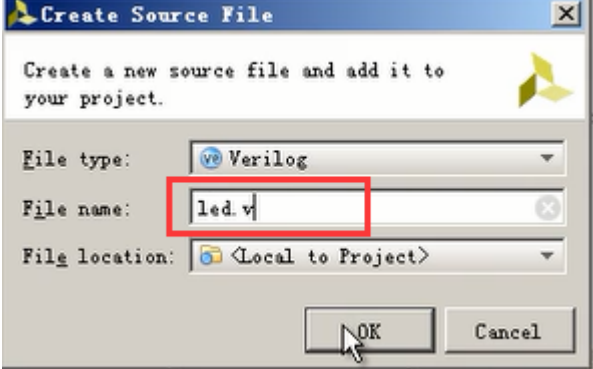 Create Source File
Create a new source file and add it to
your project.
File type: Verilog
File name: led.v
File location: <Local to Project>
OK Cancel